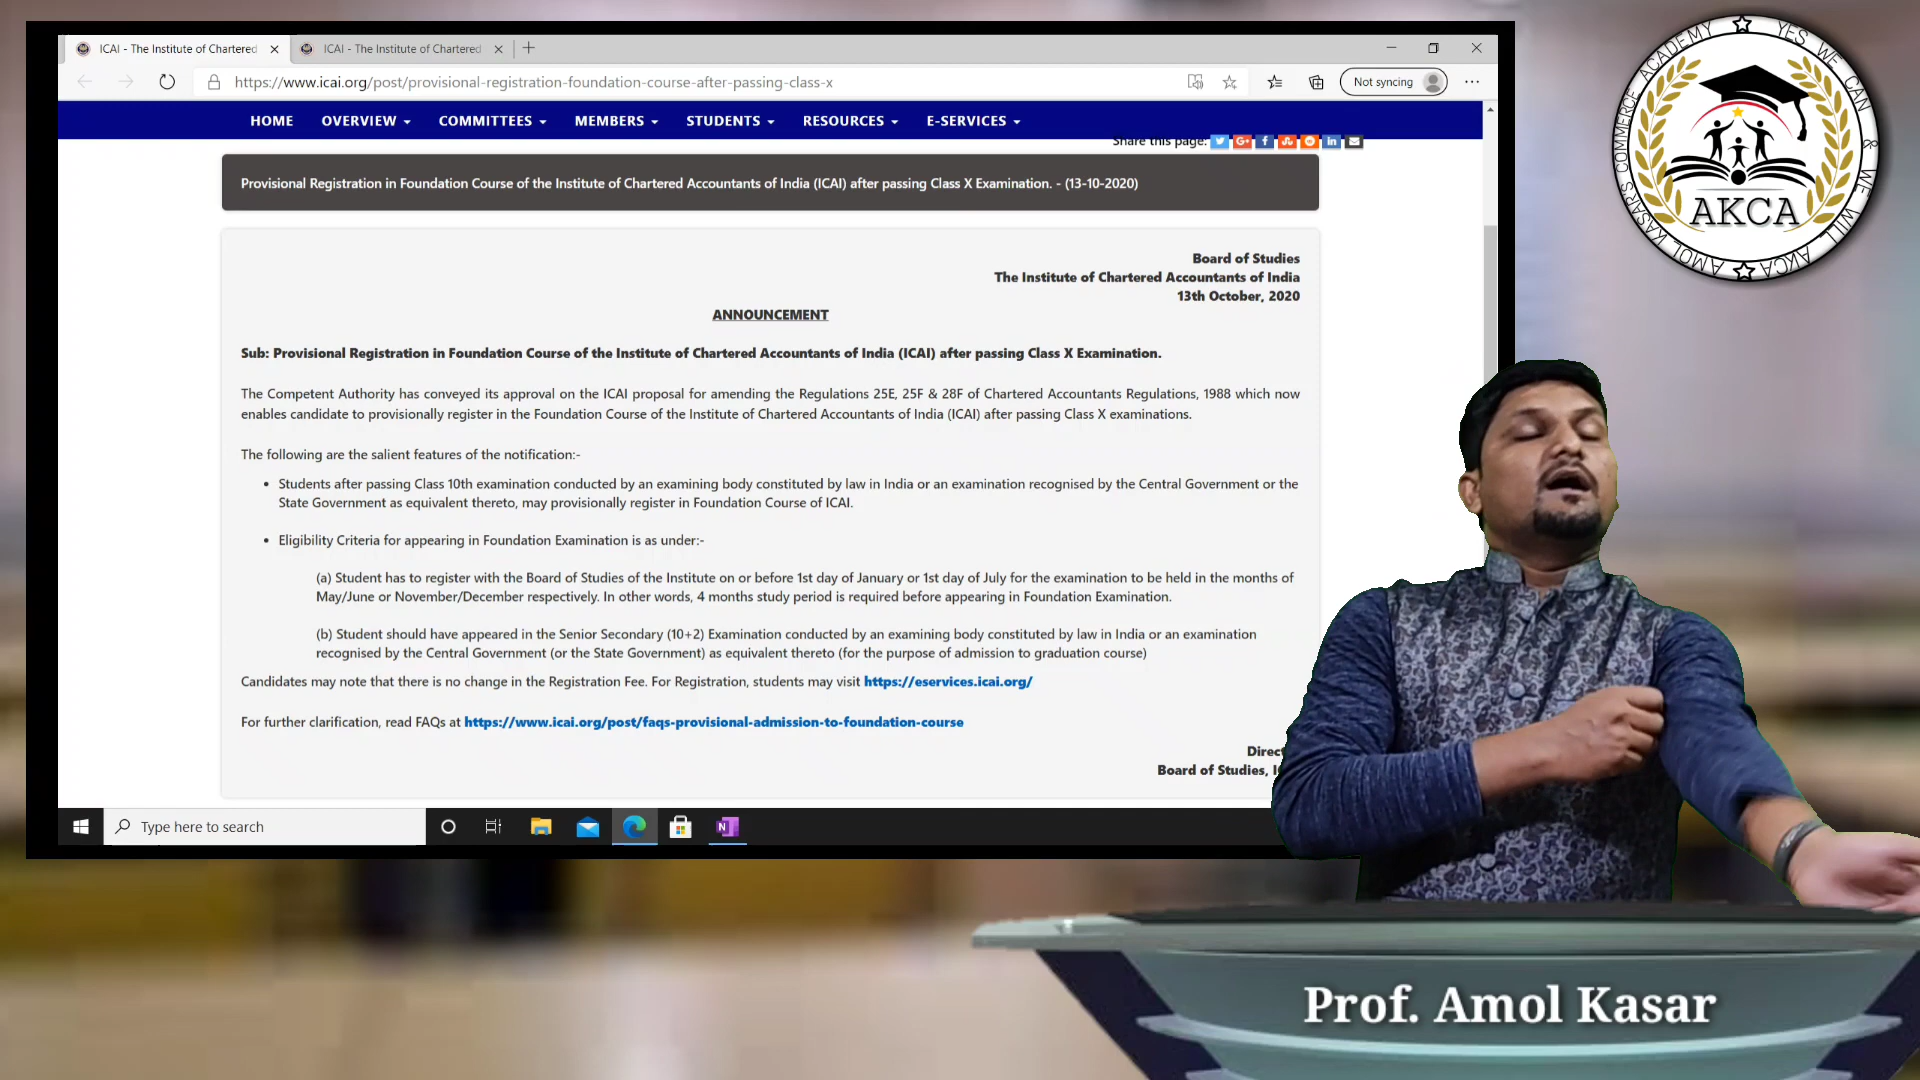 ICAI - The Institute of Chartered
ICAI - The Institute of Chartered
https://www.icai.org/post/provisional-registration-foundation-course-after-passing-class-x
Not syncing
HOME OVERVIEW COMMITTEES MEMBERS STUDENTS RESOURCES E-SERVICES
Share this page:
Provisional Registration in Foundation Course of the Institute of Chartered Accountants of India (ICAI) after passing Class X Examination. - (13-10-2020)
Board of Studies
The Institute of Chartered Accountants of India
13th October, 2020
ANNOUNCEMENT
Sub: Provisional Registration in Foundation Course of the Institute of Chartered Accountants of India (ICAI) after passing Class X Examination.
The Competent Authority has conveyed its approval on the ICAI proposal for amending the Regulations 25E, 25F & 28F of Chartered Accountants Regulations, 1988 which now
enables candidate to provisionally register in the Foundation Course of the Institute of Chartered Accountants of India (ICAI) after passing Class X examinations.
The following are the salient features of the notification:-
• Students after passing Class 10th examination conducted by an examining body constituted by law in India or an examination recognised by the Central Government or the
State Government as equivalent thereto, may provisionally register in Foundation Course of ICAI.
• Eligibility Criteria for appearing in Foundation Examination is as under:-
(a) Student has to register with the Board of Studies of the Institute on or before 1st day of January or 1st day of July for the examination to be held in the months of
May/June or November/December respectively. In other words, 4 months study period is required before appearing in Foundation Examination.
(b) Student should have appeared in the Senior Secondary (10+2) Examination conducted by an examining body constituted by law in India or an examination
recognised by the Central Government (or the State Government) as equivalent thereto (for the purpose of admission to graduation course)
Candidates may note that there is no change in the Registration Fee. For Registration, students may visit https://eservices.icai.org/
For further clarification, read FAQs at https://www.icai.org/post/faqs-provisional-admission-to-foundation-course
Board of Studies,
Type here to search
AMOL KASAR'S COMMERCE ACADEMY
YES WE CAN & WE WILL
AKCA
AKCA
Prof. Amol Kasar